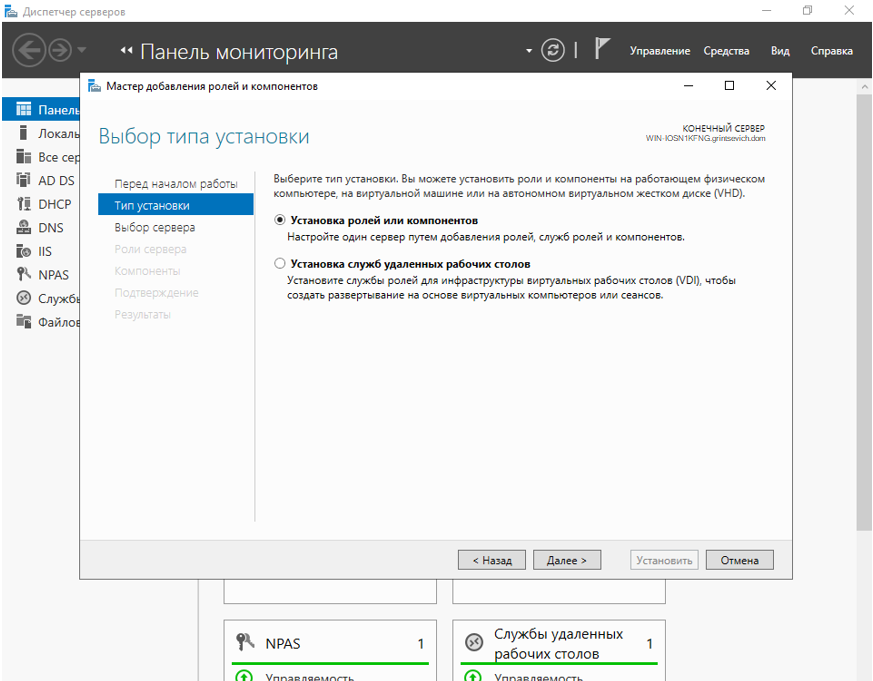 Диспетчер серверов
Панель мониторинга
Управление Средства Вид Справка
Мастер добавления ролей и компонентов
Панель
Локаль
Все сер
AD DS
DHCP
DNS
IIS
NPAS
Служб
Файлов
Выбор типа установки
КОНЕЧНЫЙ СЕРВЕР
WIN-IOSN1KFNG.grintsevich.dom
Перед началом работы
Тип установки
Выбор сервера
Роли сервера
Компоненты
Подтверждение
Результаты
Выберите тип установки. Вы можете установить роли и компоненты на работающем физическом
компьютере, на виртуальной машине или на автономном виртуальном жестком диске (VHD).
Установка ролей или компонентов
Настройте один сервер путем добавления ролей, служб ролей и компонентов.
Установка служб удаленных рабочих столов
Установите службы ролей для инфраструктуры виртуальных рабочих столов (VDI), чтобы
создать развертывание на основе виртуальных компьютеров или сеансов.
< Назад Далее > Установить Отмена
NPAS 1
Управляемость
Службы удаленных
рабочих столов 1
Управляемость